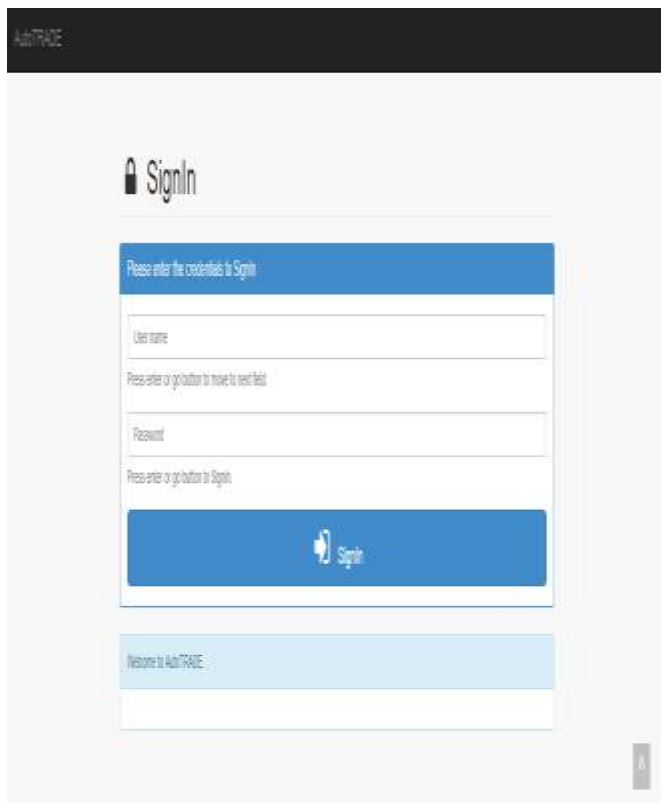 AutoTRADE
SignIn
Please enter the credentials to SignIn
User name
Press enter or go button to move to next field
Password
Press enter or go button to SignIn
SignIn
Welcome to AutoTRADE